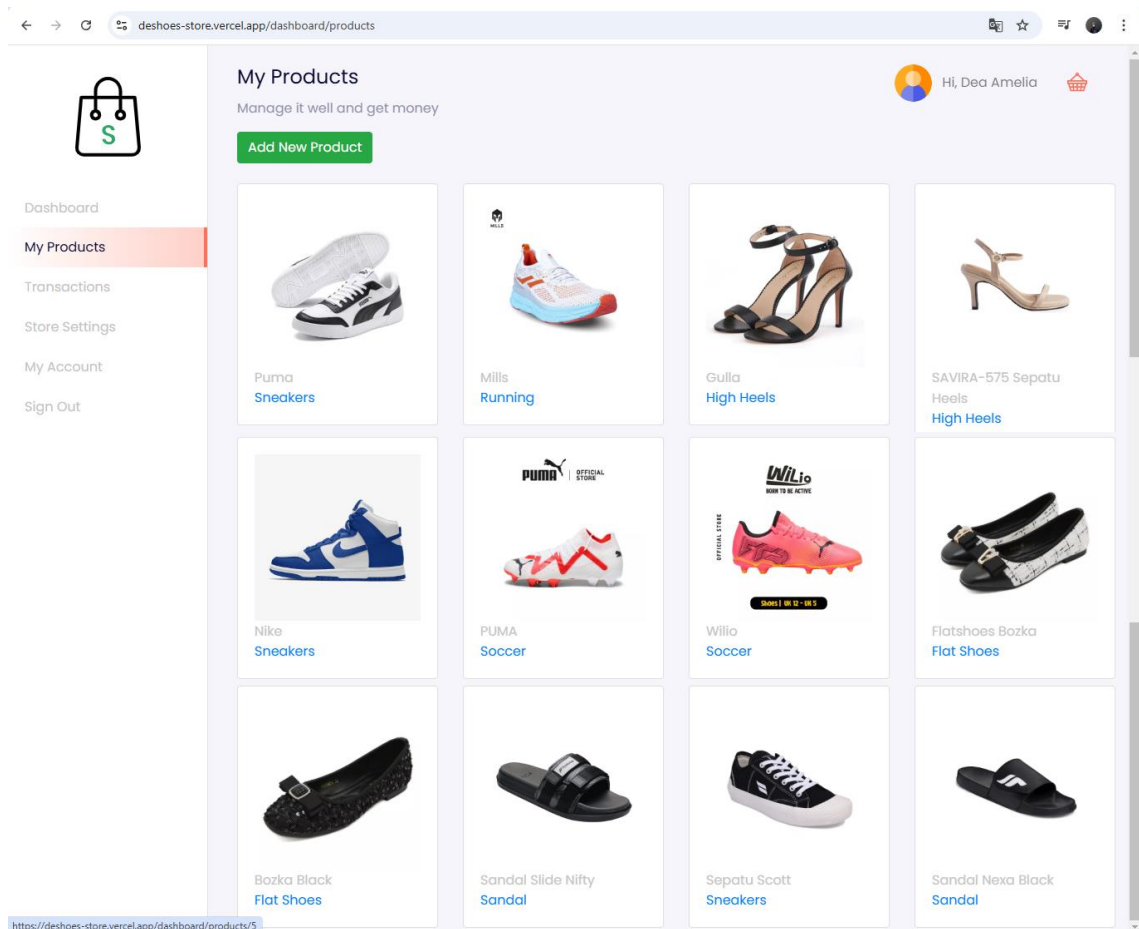 deshoes-store.vercel.app/dashboard/products
S
Dashboard
My Products
Transactions
Store Settings
My Account
Sign Out
My Products
Manage it well and get money
Hi, Dea Amelia
Add New Product
Puma
Sneakers
MILLS
Mills
Running
Gulla
High Heels
SAVIRA-575 Sepatu
Heels
High Heels
Nike
Sneakers
PUMA OFFICIAL
STORE
PUMA
Soccer
WiLio
BORN TO BE ACTIVE
OFFICIAL STORE
Shoes | UK 12 - UK 5
Wilio
Soccer
Flatshoes Bozka
Flat Shoes
Bozka Black
Flat Shoes
Sandal Slide Nifty
Sandal
Sepatu Scott
Sneakers
Sandal Nexa Black
Sandal
https://deshoes-store.vercel.app/dashboard/products/5